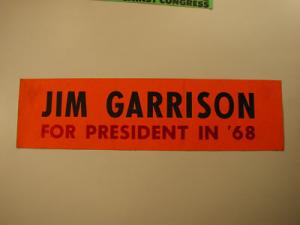 CONGRESS
JIM GARRISON
FOR PRESIDENT IN '68